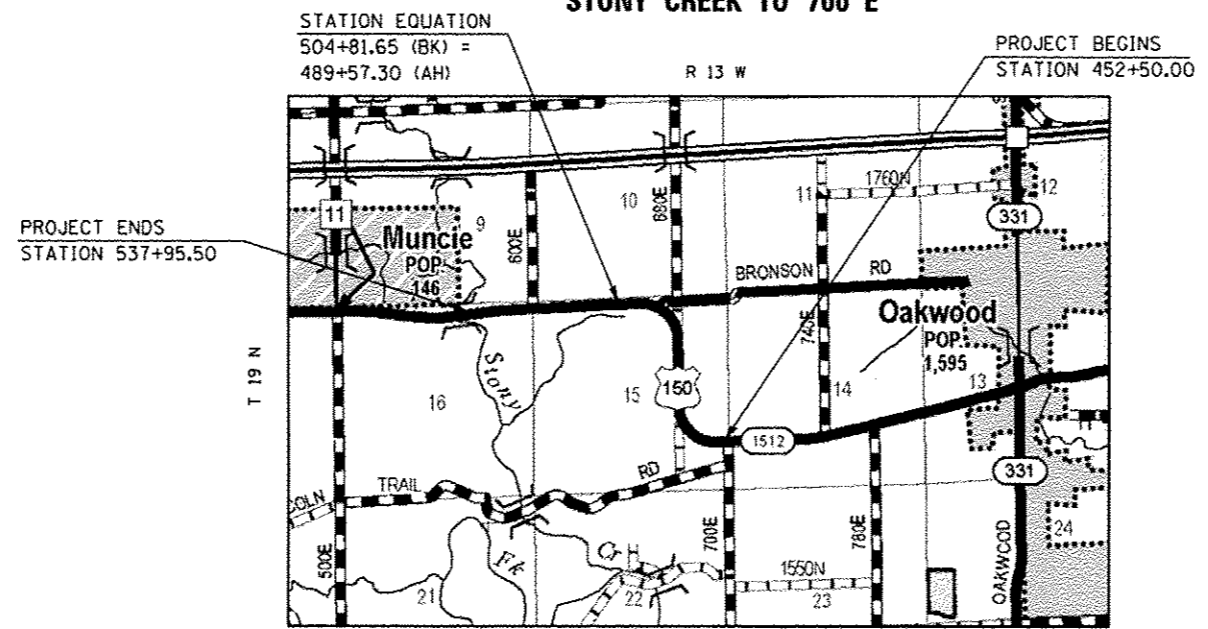 STONY CREEK TO 700 E
STATION EQUATION
504+81.65 (BK) =
489+57.30 (AH)
PROJECT BEGINS
STATION 452+50.00
R 13 W
PROJECT ENDS
STATION 537+95.50
T 19 N
11
Muncie
POP.
146
9
600E
10
680E
11
1760N
12
331
BRONSON RD
740E
Oakwood
POP.
1,595
Stony
16
15
150
14
13
1512
331
COLN TRAIL RD
500E
Fk
Cr
21
22
700E
1550N
23
780E
OAKWOOD
24